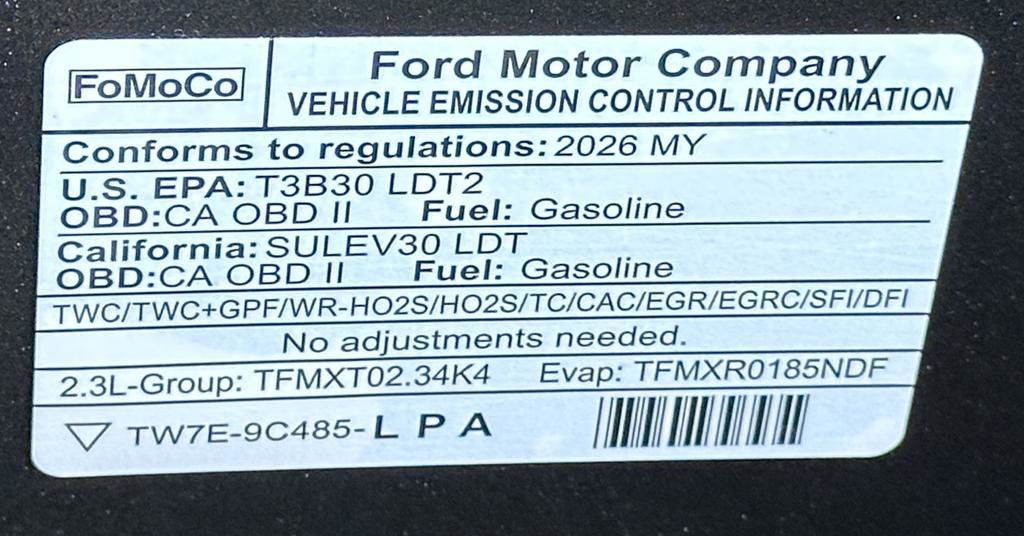 FoMoCo
Ford Motor Company
VEHICLE EMISSION CONTROL INFORMATION
Conforms to regulations: 2026 MY
U.S. EPA: T3B30 LDT2
OBD:CA OBD II Fuel: Gasoline
California: SULEV30 LDT
OBD:CA OBD II Fuel: Gasoline
TWC/TWC+GPF/WR-HO2S/HO2S/TC/CAC/EGR/EGRC/SFI/DFI
No adjustments needed.
2.3L-Group: TFMXT02.34K4 Evap: TFMXR0185NDF
TW7E-9C485-L P A